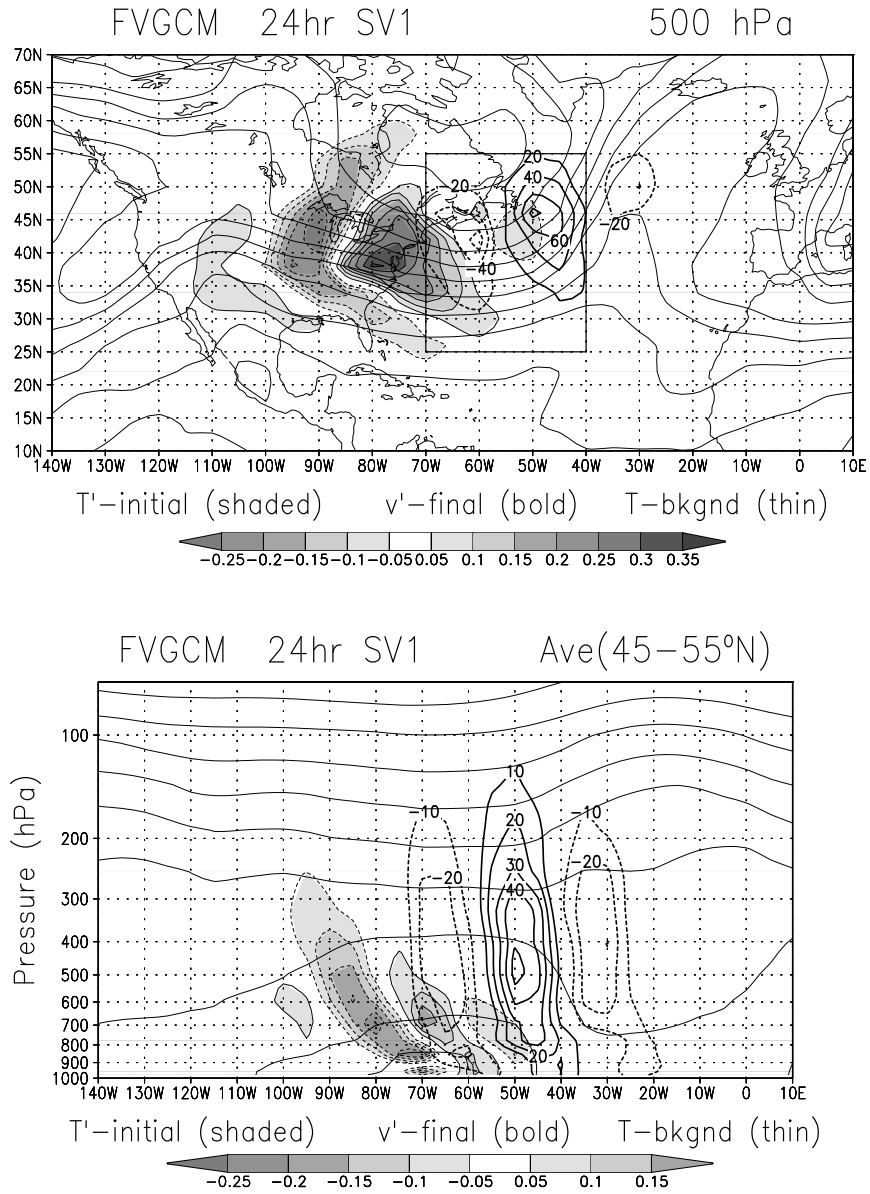 FVGCM 24hr SV1 500 hPa
70N
65N
60N
55N
50N
45N
40N
35N
30N
25N
20N
15N
10N
20
40
20
60
−20
−40
140W 130W 120W 110W 100W 90W 80W 70W 60W 50W 40W 30W 20W 10W 0 10E
T'−initial (shaded) v'−final (bold) T−bkgnd (thin)
−0.25 −0.2 −0.15 −0.1 −0.05 0.05 0.1 0.15 0.2 0.25 0.3 0.35
FVGCM 24hr SV1 Ave(45−55ºN)
Pressure (hPa)
100
200
300
400
500
600
700
800
900
1000
10
−10 20 −10
−20 30 −20
40
20
140W 130W 120W 110W 100W 90W 80W 70W 60W 50W 40W 30W 20W 10W 0 10E
T'−initial (shaded) v'−final (bold) T−bkgnd (thin)
−0.25 −0.2 −0.15 −0.1 −0.05 0.05 0.1 0.15